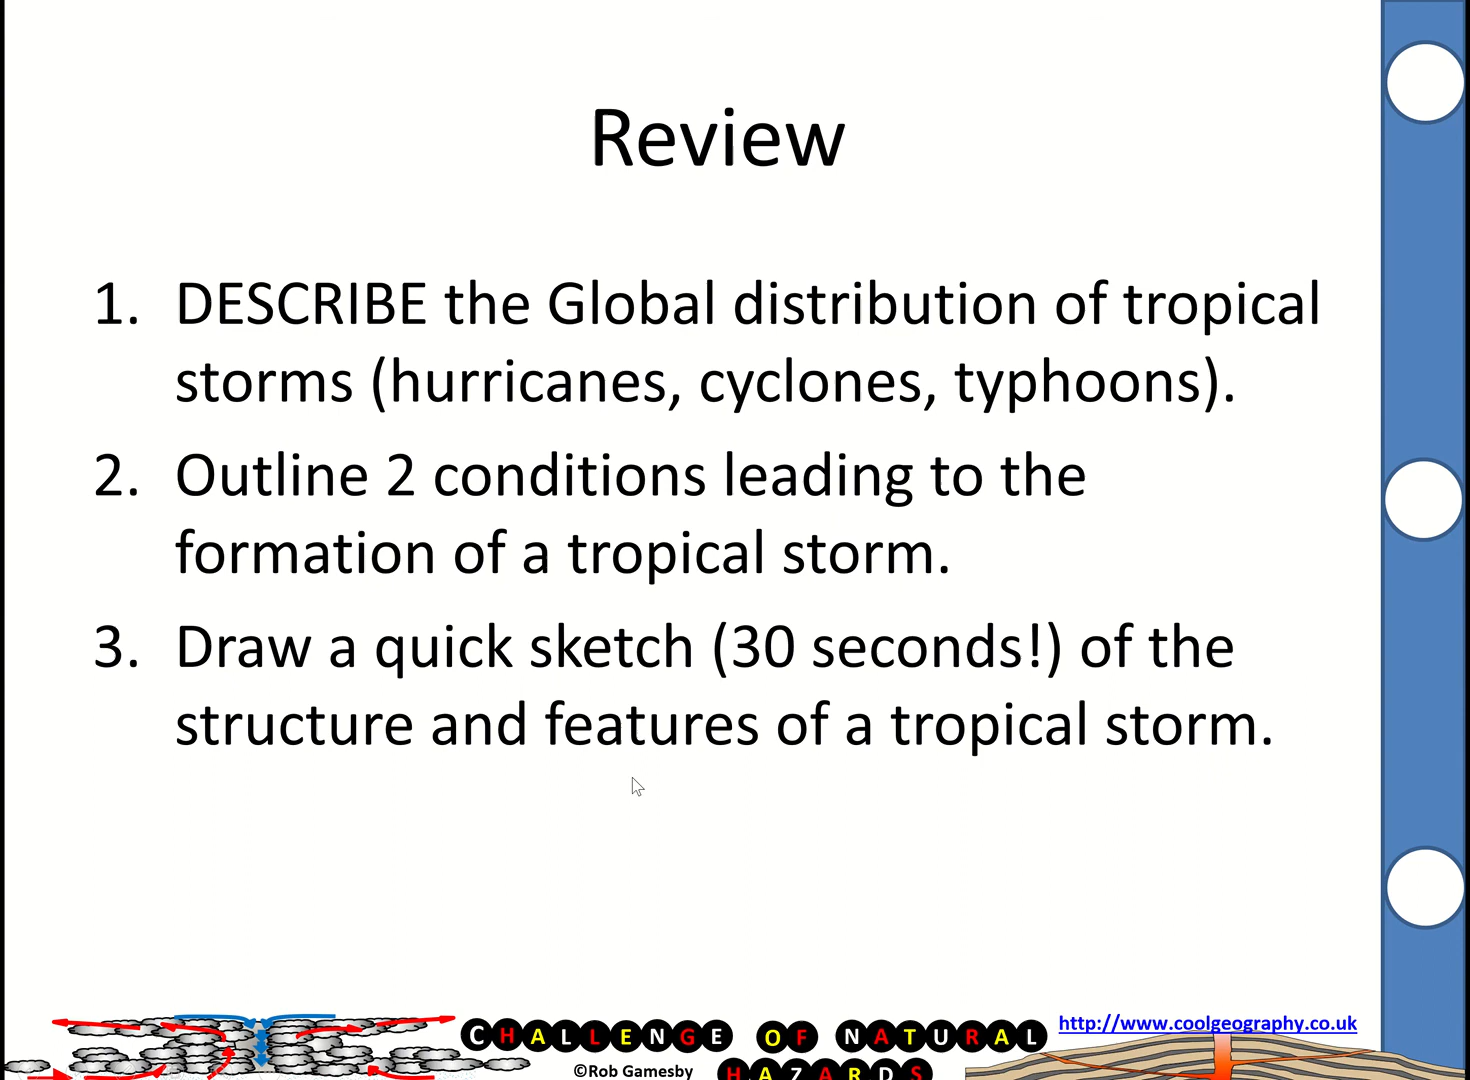 Review
1. DESCRIBE the Global distribution of tropical
storms (hurricanes, cyclones, typhoons).
2. Outline 2 conditions leading to the
formation of a tropical storm.
3. Draw a quick sketch (30 seconds!) of the
structure and features of a tropical storm.
CHALLENGE OF NATURAL
HAZARDS
©Rob Gamesby
http://www.coolgeography.co.uk